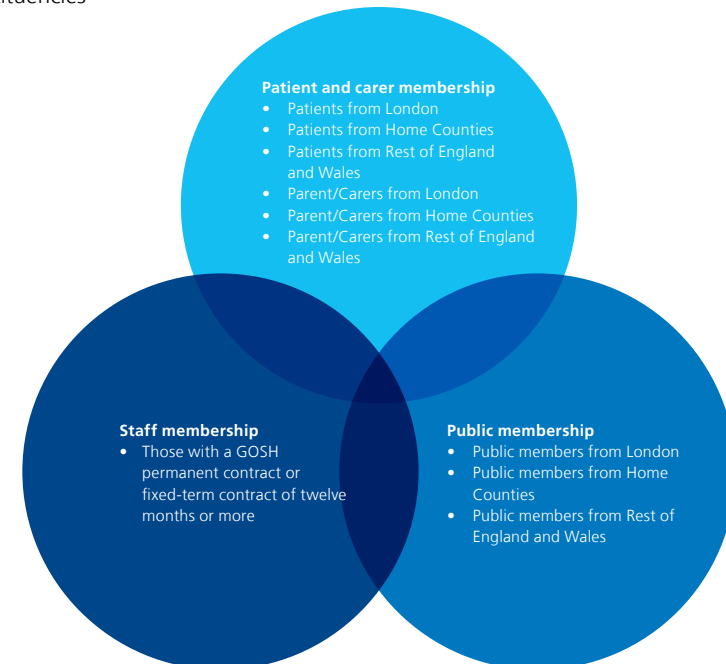 Patient and carer membership
• Patients from London
• Patients from Home Counties
• Patients from Rest of England
and Wales
• Parent/Carers from London
• Parent/Carers from Home Counties
• Parent/Carers from Rest of England
and Wales
Staff membership
• Those with a GOSH
permanent contract or
fixed-term contract of twelve
months or more
Public membership
• Public members from London
• Public members from Home
Counties
• Public members from Rest of
England and Wales